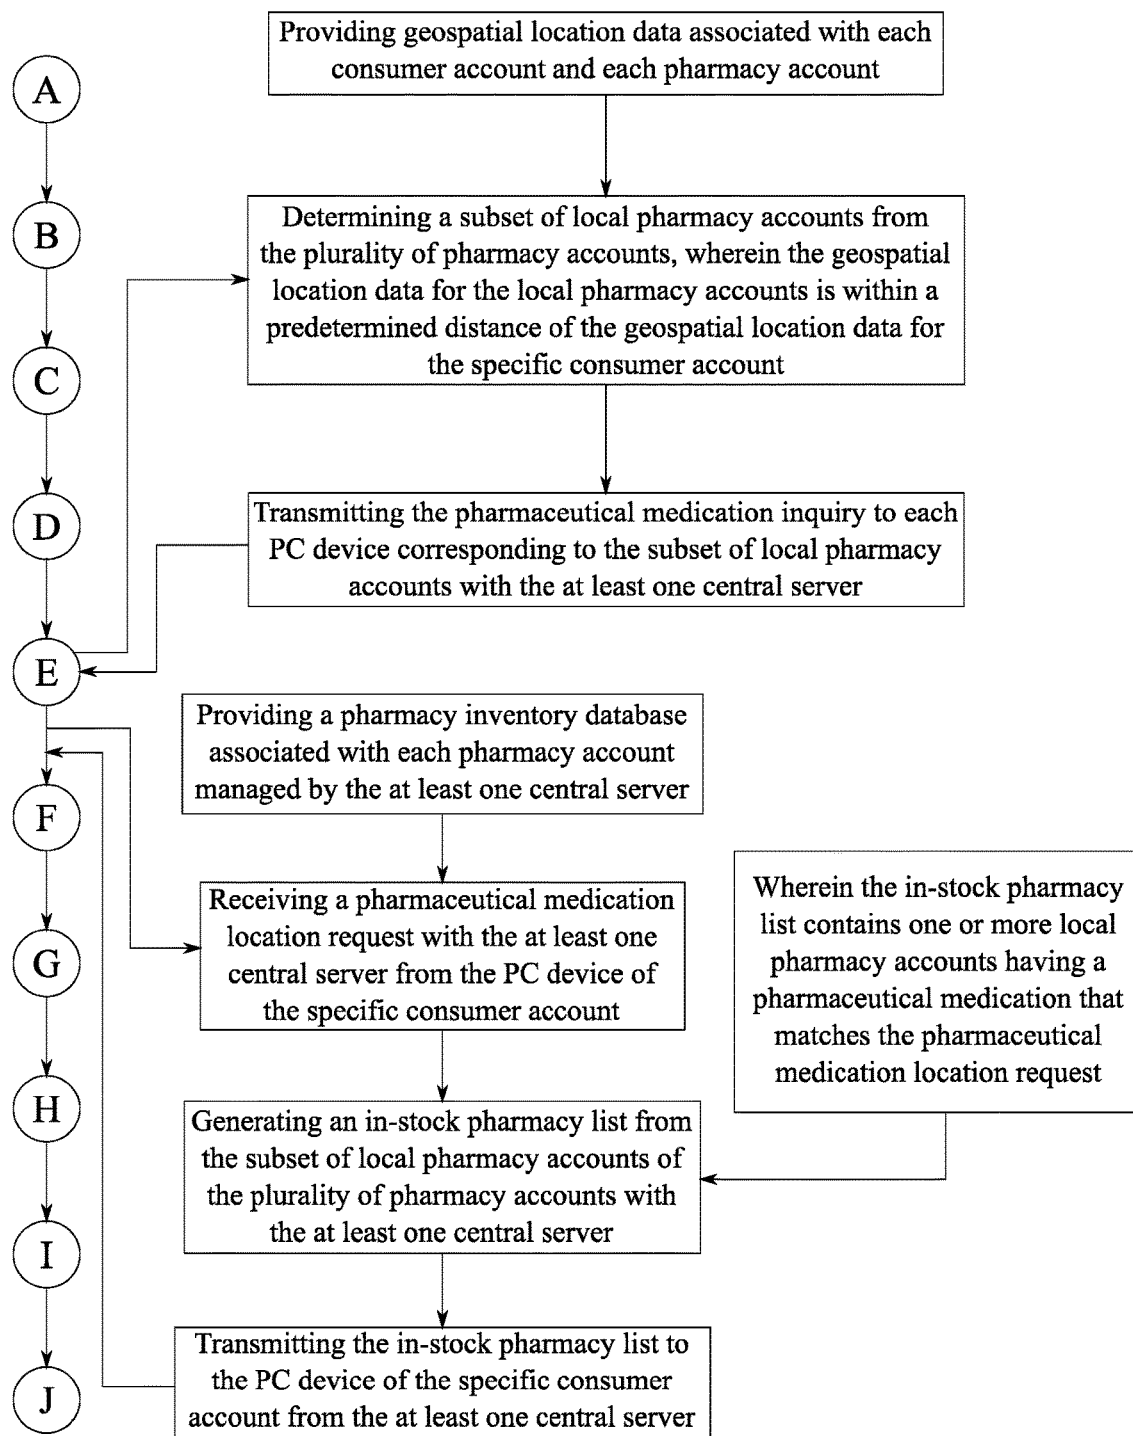 Providing geospatial location data associated with each
consumer account and each pharmacy account
A
B
Determining a subset of local pharmacy accounts from
the plurality of pharmacy accounts, wherein the geospatial
location data for the local pharmacy accounts is within a
predetermined distance of the geospatial location data for
the specific consumer account
C
D
Transmitting the pharmaceutical medication inquiry to each
PC device corresponding to the subset of local pharmacy
accounts with the at least one central server
E
Providing a pharmacy inventory database
associated with each pharmacy account
managed by the at least one central server
F
Receiving a pharmaceutical medication
location request with the at least one
central server from the PC device of
the specific consumer account
Wherein the in-stock pharmacy
list contains one or more local
pharmacy accounts having a
pharmaceutical medication that
matches the pharmaceutical
medication location request
G
H
Generating an in-stock pharmacy list from
the subset of local pharmacy accounts of
the plurality of pharmacy accounts with
the at least one central server
I
Transmitting the in-stock pharmacy list to
the PC device of the specific consumer
account from the at least one central server
J